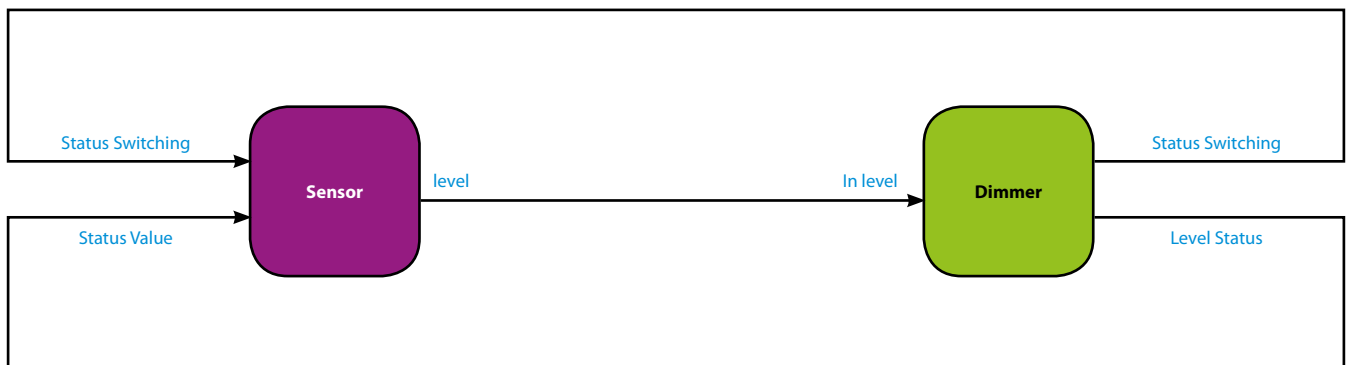 Status Switching
Status Switching
level
In level
Sensor
Dimmer
Status Value
Level Status